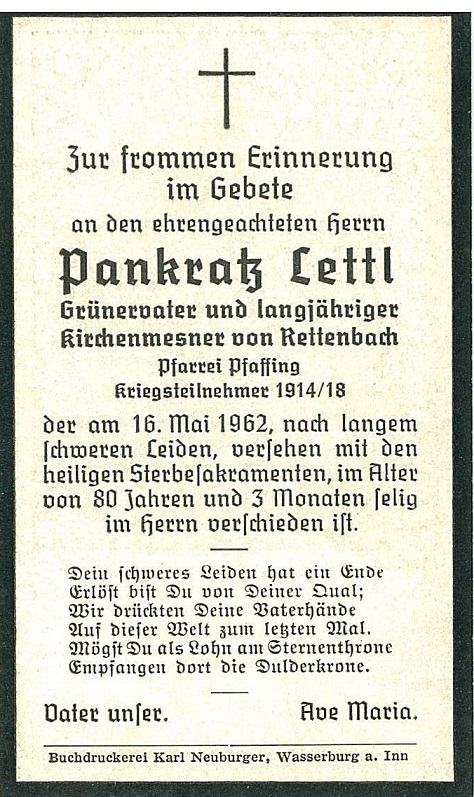 Zur frommen Erinnerung
im Gebete
an den ehrengeachteten Herrn
Pankratz Lettl
Grünervater und langjähriger
Kirchenmesner von Rettenbach
Pfarrei Pfaffing
Kriegsteilnehmer 1914/18
der am 16. Mai 1962, nach langem
schweren Leiden, versehen mit den
heiligen Sterbesakramenten, im Alter
von 80 Jahren und 3 Monaten selig
im Herrn verschieden ist.
Dein schweres Leiden hat ein Ende
Erlöst bist Du von Deiner Qual;
Wir drückten Deine Vaterhände
Auf dieser Welt zum letzten Mal.
Mögst Du als Lohn am Sternenthrone
Empfangen dort die Dulderkrone.
Vater unser. Ave Maria.
Buchdruckerei Karl Neuburger, Wasserburg a. Inn